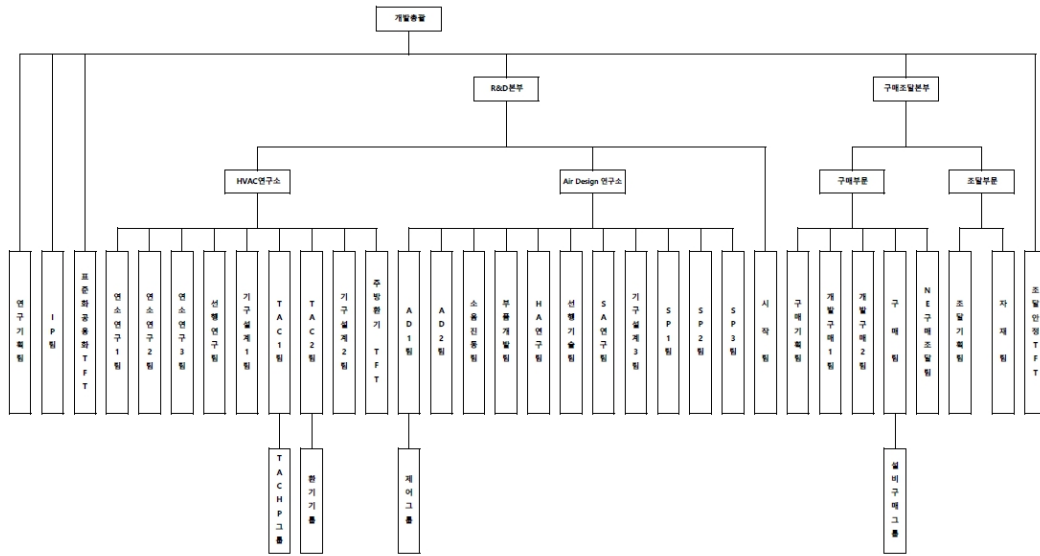 개발총괄
R&D본부
구매조달본부
HVAC연구소
Air Design 연구소
구매부문
조달부문
연구기획팀
IP팀
표준화공용화TFT
연소연구1팀
연소연구2팀
연소연구3팀
선행연구팀
기구설계1팀
TAC1팀
TAC2팀
기구설계2팀
주방환기 TFT
AD1팀
AD2팀
소음진동팀
부품개발팀
HA연구팀
선행기술팀
SA연구팀
기구설계3팀
SP1팀
SP2팀
SP3팀
시작팀
구매기획팀
개발구매1팀
개발구매2팀
구매팀
NE구매조달팀
조달기획팀
자재팀
조달안정TFT
TACHP그룹
환기그룹
제어그룹
설비구매그룹